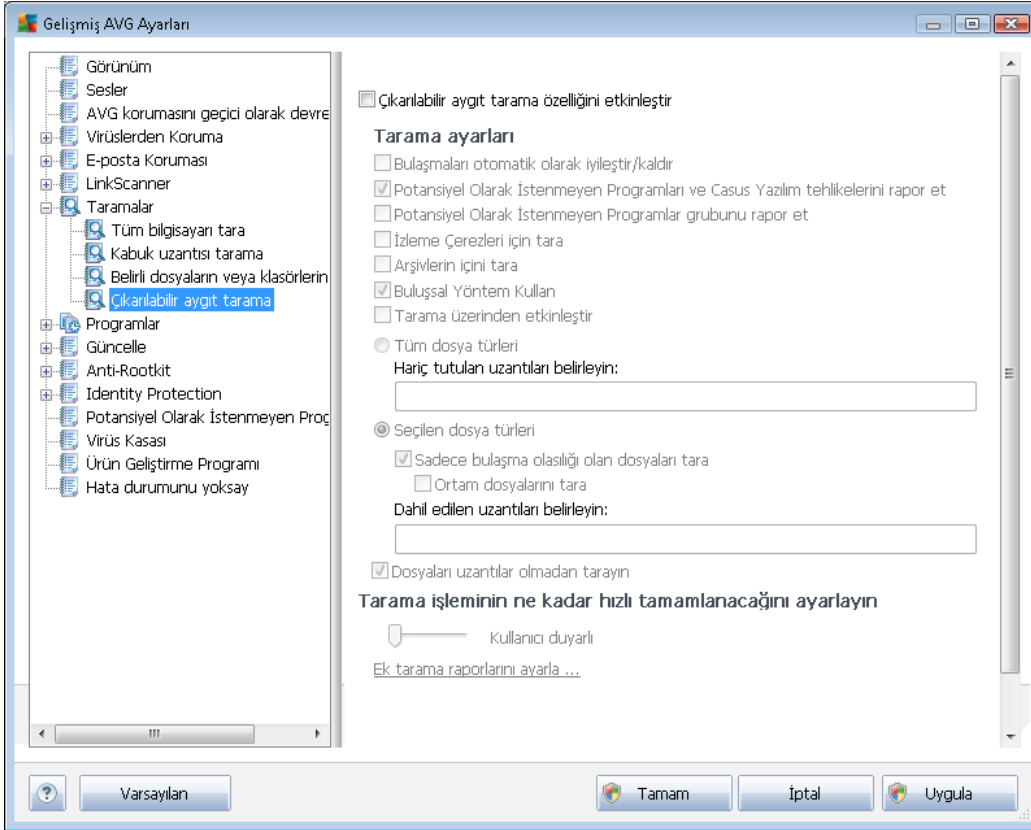 Gelişmiş AVG Ayarları
Görünüm
Sesler
AVG korumasını geçici olarak devre
Virüslerden Koruma
E-posta Koruması
LinkScanner
Taramalar
Tüm bilgisayarı tara
Kabuk uzantısı tarama
Belirli dosyaların veya klasörlerin
Çıkarılabilir aygıt tarama
Programlar
Güncelle
Anti-Rootkit
Identity Protection
Potansiyel Olarak İstenmeyen Prog
Virüs Kasası
Ürün Geliştirme Programı
Hata durumunu yoksay
Çıkarılabilir aygıt tarama özelliğini etkinleştir
Tarama ayarları
Bulaşmaları otomatik olarak iyileştir/kaldır
Potansiyel Olarak İstenmeyen Programları ve Casus Yazılım tehlikelerini rapor et
Potansiyel Olarak İstenmeyen Programlar grubunu rapor et
İzleme Çerezleri için tara
Arşivlerin içini tara
Buluşsal Yöntem Kullan
Tarama üzerinden etkinleştir
Tüm dosya türleri
Hariç tutulan uzantıları belirleyin:
Seçilen dosya türleri
Sadece bulaşma olasılığı olan dosyaları tara
Ortam dosyalarını tara
Dahil edilen uzantıları belirleyin:
Dosyaları uzantılar olmadan tarayın
Tarama işleminin ne kadar hızlı tamamlanacağını ayarlayın
Kullanıcı duyarlı
Ek tarama raporlarını ayarla ...
? Varsayılan Tamam İptal Uygula